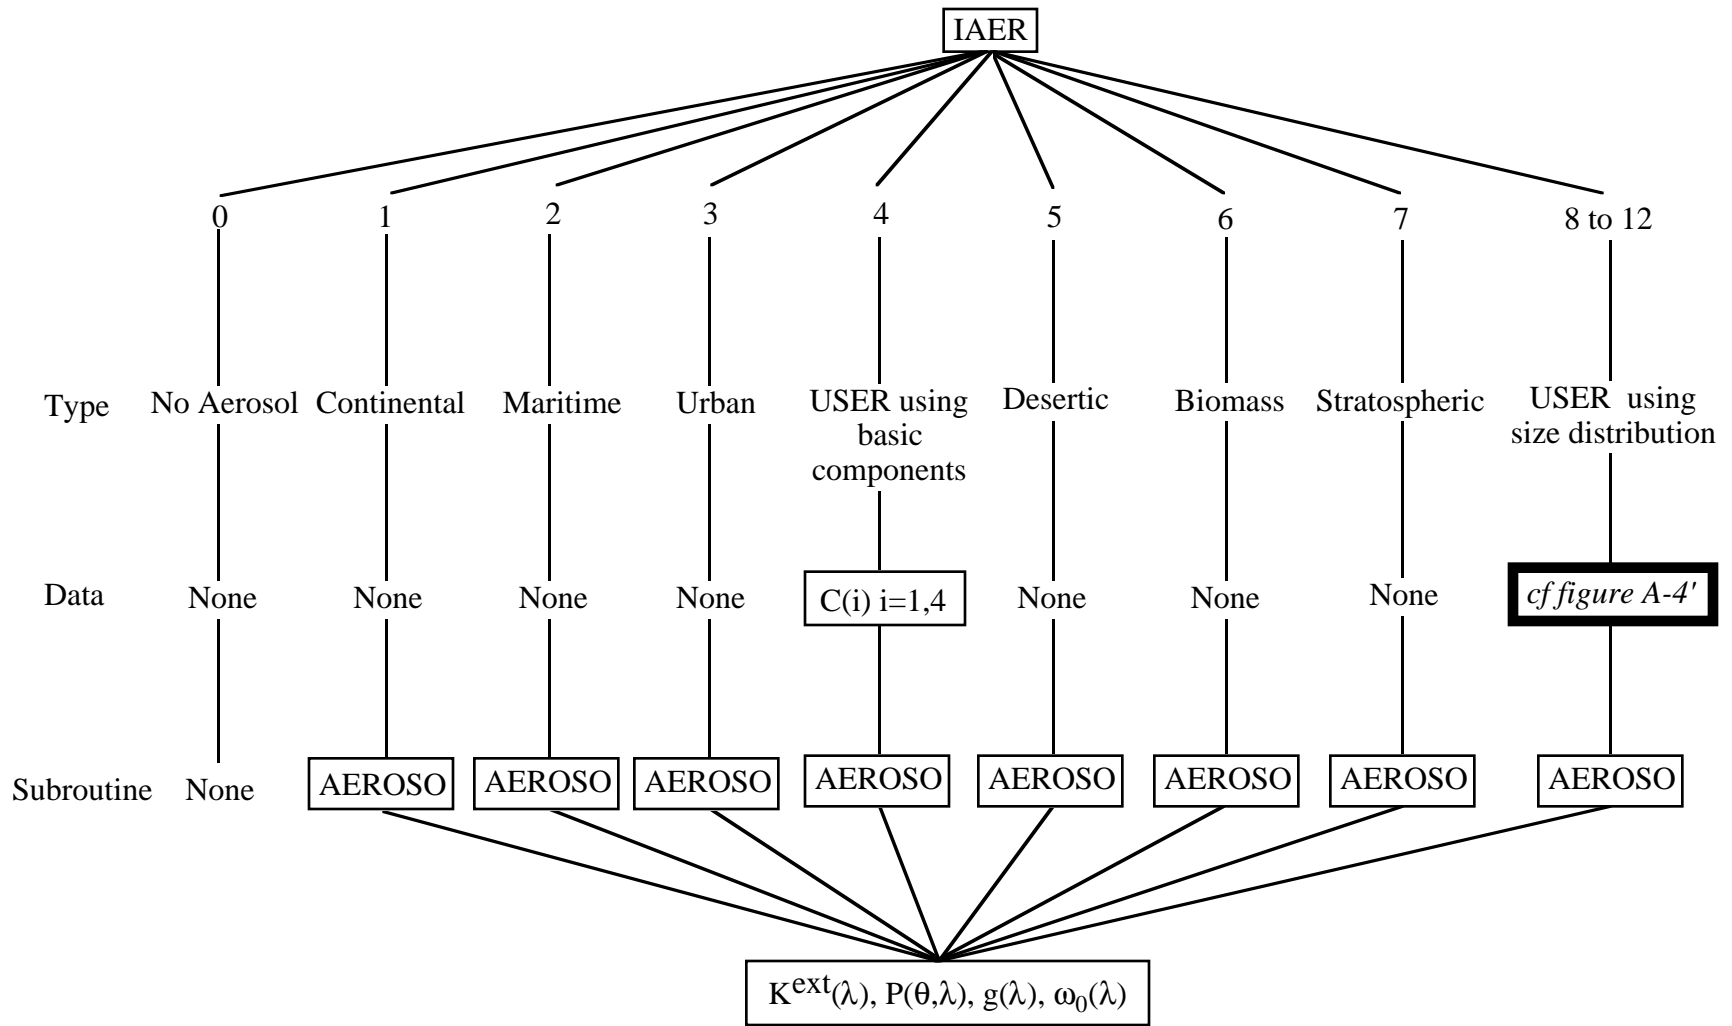 IAER
0 1 2 3 4 5 6 7 8 to 12
Type No Aerosol Continental Maritime Urban USER using Desertic Biomass Stratospheric USER using
basic size distribution
components
Data None None None None C(i) i=1,4 None None None cf figure A-4'
Subroutine None AEROSO AEROSO AEROSO AEROSO AEROSO AEROSO AEROSO AEROSO
K^ext(λ), P(θ,λ), g(λ), ω₀(λ)